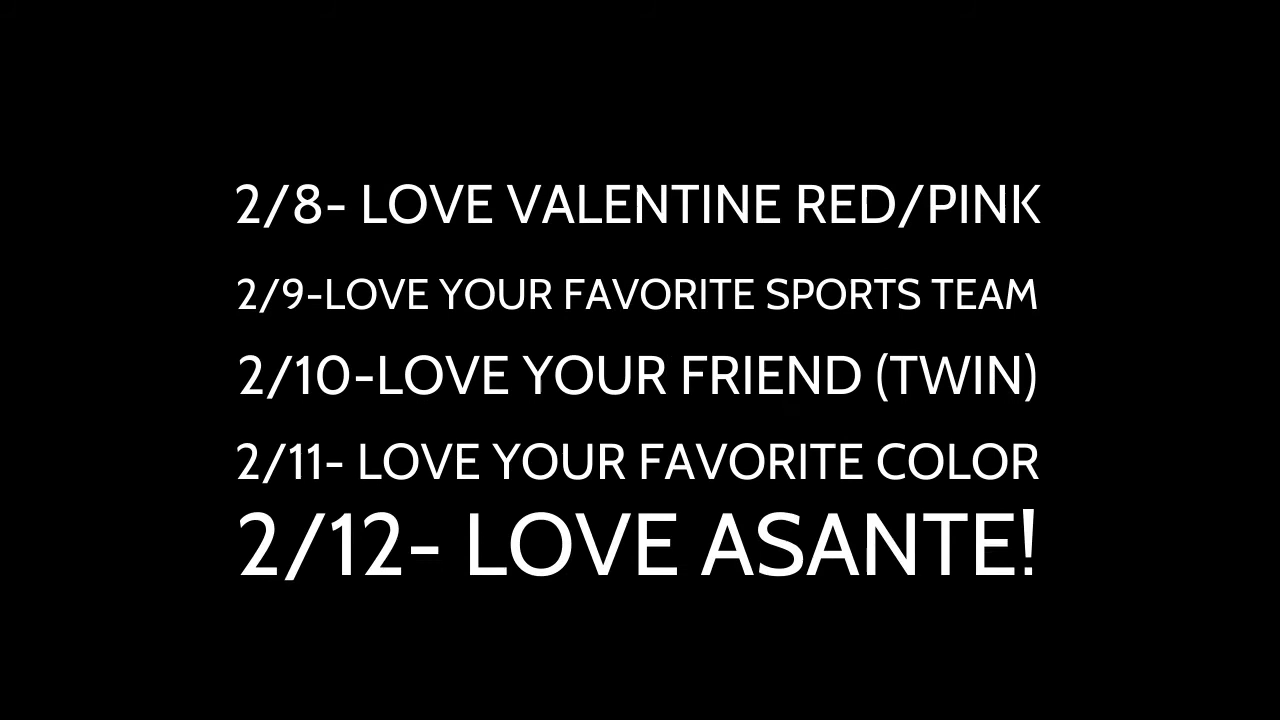 2/8- LOVE VALENTINE RED/PINK
2/9-LOVE YOUR FAVORITE SPORTS TEAM
2/10-LOVE YOUR FRIEND (TWIN)
2/11- LOVE YOUR FAVORITE COLOR
2/12- LOVE ASANTE!